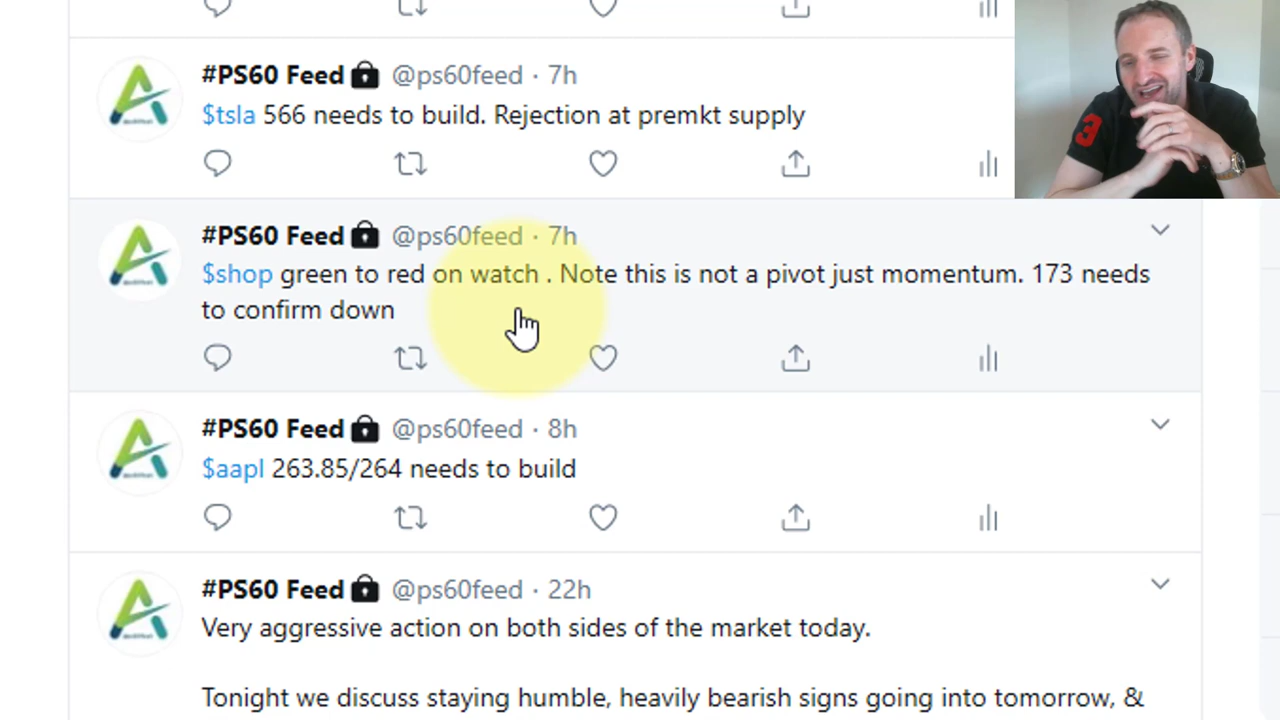 #PS60 Feed @ps60feed · 7h
$tsla 566 needs to build. Rejection at premkt supply
3
#PS60 Feed @ps60feed · 7h
$shop green to red on watch . Note this is not a pivot just momentum. 173 needs
to confirm down
#PS60 Feed @ps60feed · 8h
$aapl 263.85/264 needs to build
#PS60 Feed @ps60feed · 22h
Very aggressive action on both sides of the market today.
Tonight we discuss staying humble, heavily bearish signs going into tomorrow, &